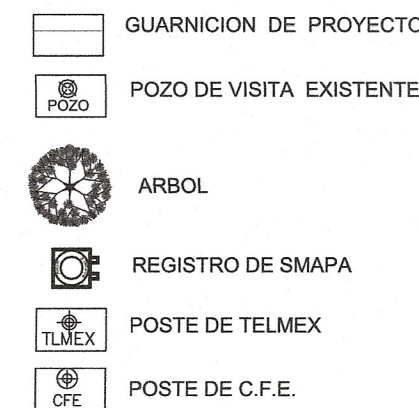 GUARNICION DE PROYECTO
POZO
POZO DE VISITA EXISTENTE
ARBOL
REGISTRO DE SMAPA
TLMEX
POSTE DE TELMEX
CFE
POSTE DE C.F.E.